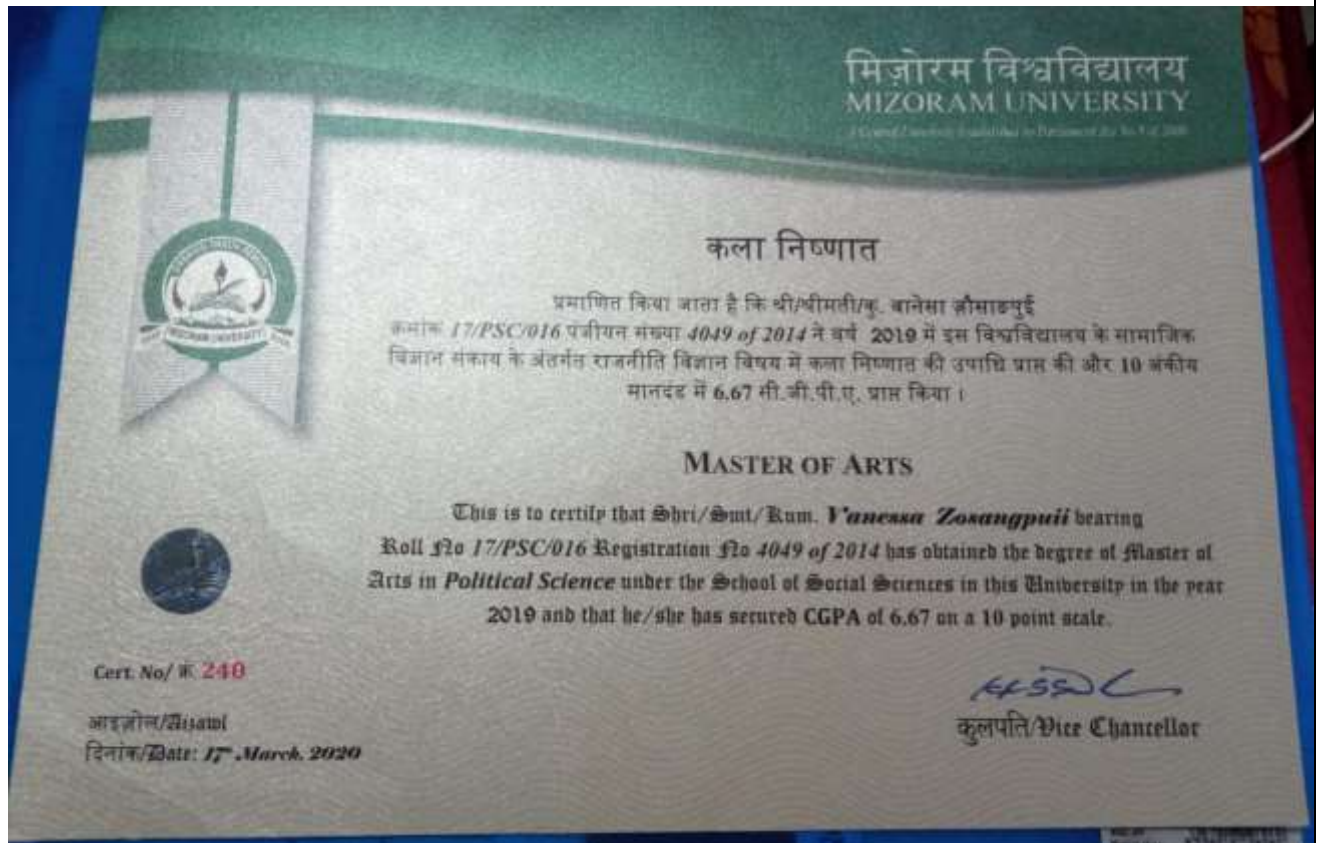 मिज़ोरम विश्वविद्यालय
MIZORAM UNIVERSITY
MIZORAM UNIVERSITY
कला निष्णात
प्रमाणित किया जाता है कि श्री/श्रीमती/कु. वानेसा ज़ौसाङपुई
क्रमांक 17/PSC/016 पंजीयन संख्या 4049 of 2014 ने वर्ष 2019 में इस विश्वविद्यालय के सामाजिक
विज्ञान संकाय के अंतर्गत राजनीति विज्ञान विषय में कला निष्णात की उपाधि प्राप्त की और 10 अंकीय
मानदंड में 6.67 सी.जी.पी.ए. प्राप्त किया ।
MASTER OF ARTS
This is to certify that Shri/Smt/Kum. Vanessa Zosangpuii bearing
Roll No 17/PSC/016 Registration No 4049 of 2014 has obtained the degree of Master of
Arts in Political Science under the School of Social Sciences in this University in the year
2019 and that he/she has secured CGPA of 6.67 on a 10 point scale.
Cert. No/ क्र 240
आइज़ोल/Aizawl
दिनांक/Date: 17th March, 2020
कुलपति/Vice Chancellor